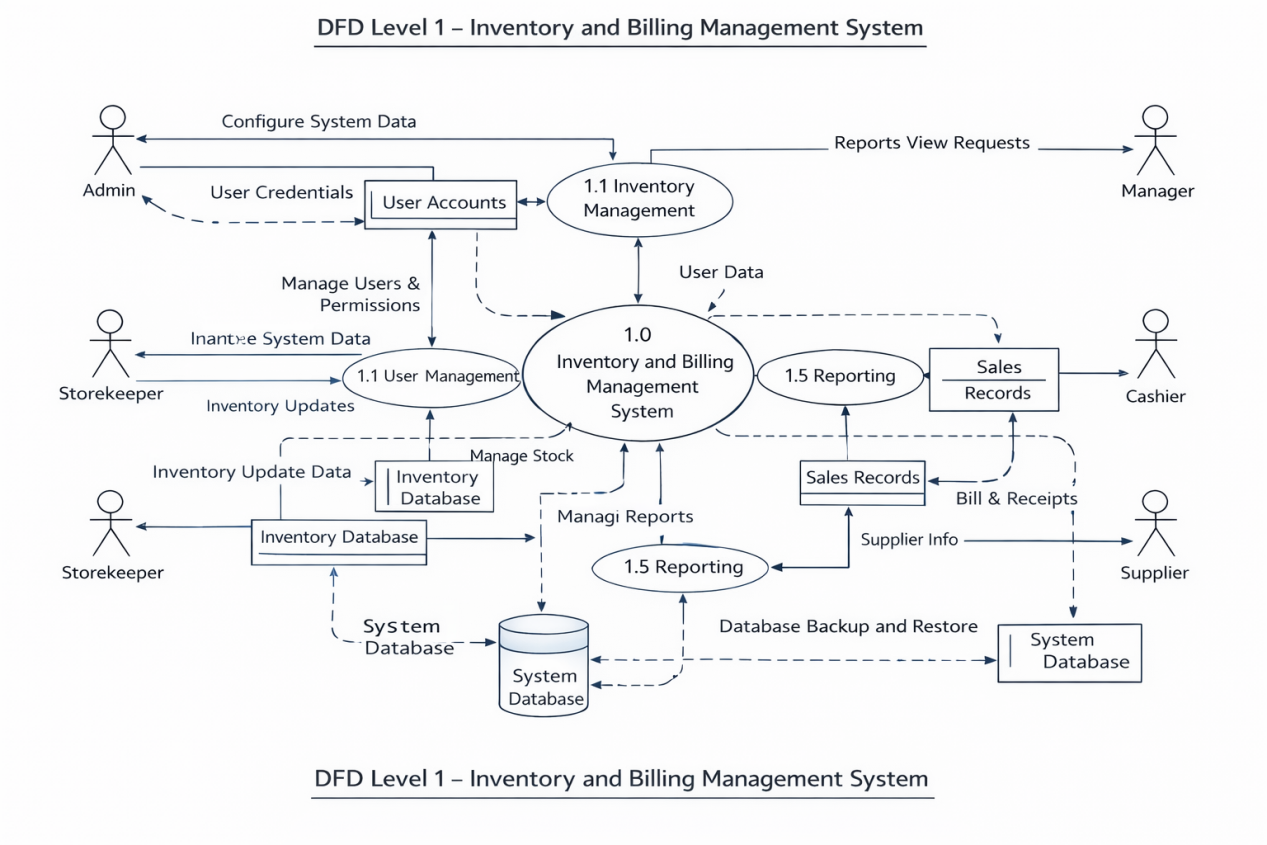 DFD Level 1 – Inventory and Billing Management System
Configure System Data
Reports View Requests
Admin
Manager
User Credentials
User Accounts
1.1 Inventory
Management
User Data
Manage Users &
Permissions
System Data
Storekeeper
1.1 User Management
Inventory Updates
1.0
Inventory and Billing
Management
System
1.5 Reporting
Sales
Records
Cashier
Manage Stock
Inventory Update Data
Inventory
Database
Sales Records
Bill & Receipts
Inventory Database
Storekeeper
Managi Reports
1.5 Reporting
Supplier Info
Supplier
System
Database
System
Database
Database Backup and Restore
System
Database
DFD Level 1 – Inventory and Billing Management System